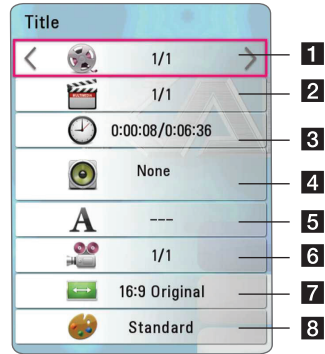 Title
1/1 1
1/1 2
0:00:08/0:06:36 3
None 4
A --- 5
1/1 6
16:9 Original 7
Standard 8